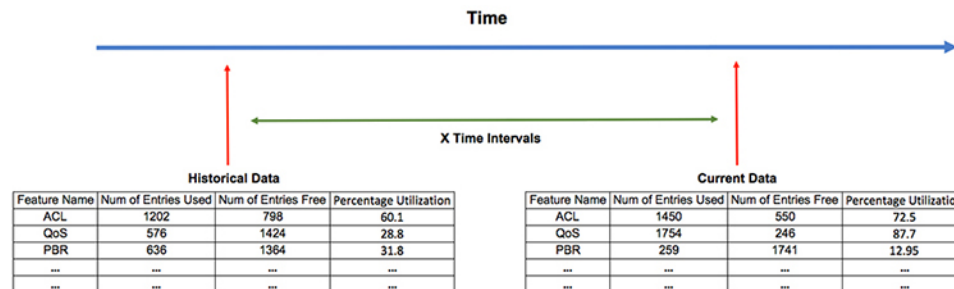 Time
X Time Intervals
Historical Data
Feature Name Num of Entries Used Num of Entries Free Percentage Utilization
ACL 1202 798 60.1
QoS 576 1424 28.8
PBR 636 1364 31.8
... ... ... ...
... ... ... ...
Current Data
Feature Name Num of Entries Used Num of Entries Free Percentage Utilizatio
ACL 1450 550 72.5
QoS 1754 246 87.7
PBR 259 1741 12.95
... ... ... ...
... ... ... ...